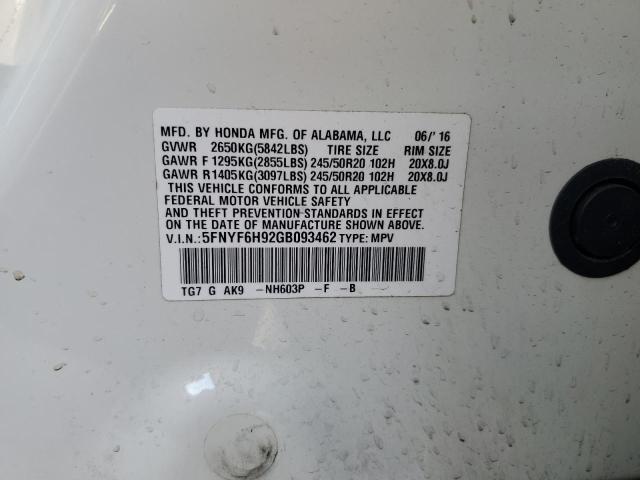 MFD. BY HONDA MFG. OF ALABAMA, LLC 06/'16
GVWR 2650KG(5842LBS) TIRE SIZE RIM SIZE
GAWR F 1295KG(2855LBS) 245/50R20 102H 20X8.0J
GAWR R 1405KG(3097LBS) 245/50R20 102H 20X8.0J
THIS VEHICLE CONFORMS TO ALL APPLICABLE
FEDERAL MOTOR VEHICLE SAFETY
AND THEFT PREVENTION STANDARDS IN EFFECT
ON THE DATE OF MANUFACTURE SHOWN ABOVE.
V.I.N.: 5FNYF6H92GB093462 TYPE: MPV
TG7 G AK9 -NH603P -F -B